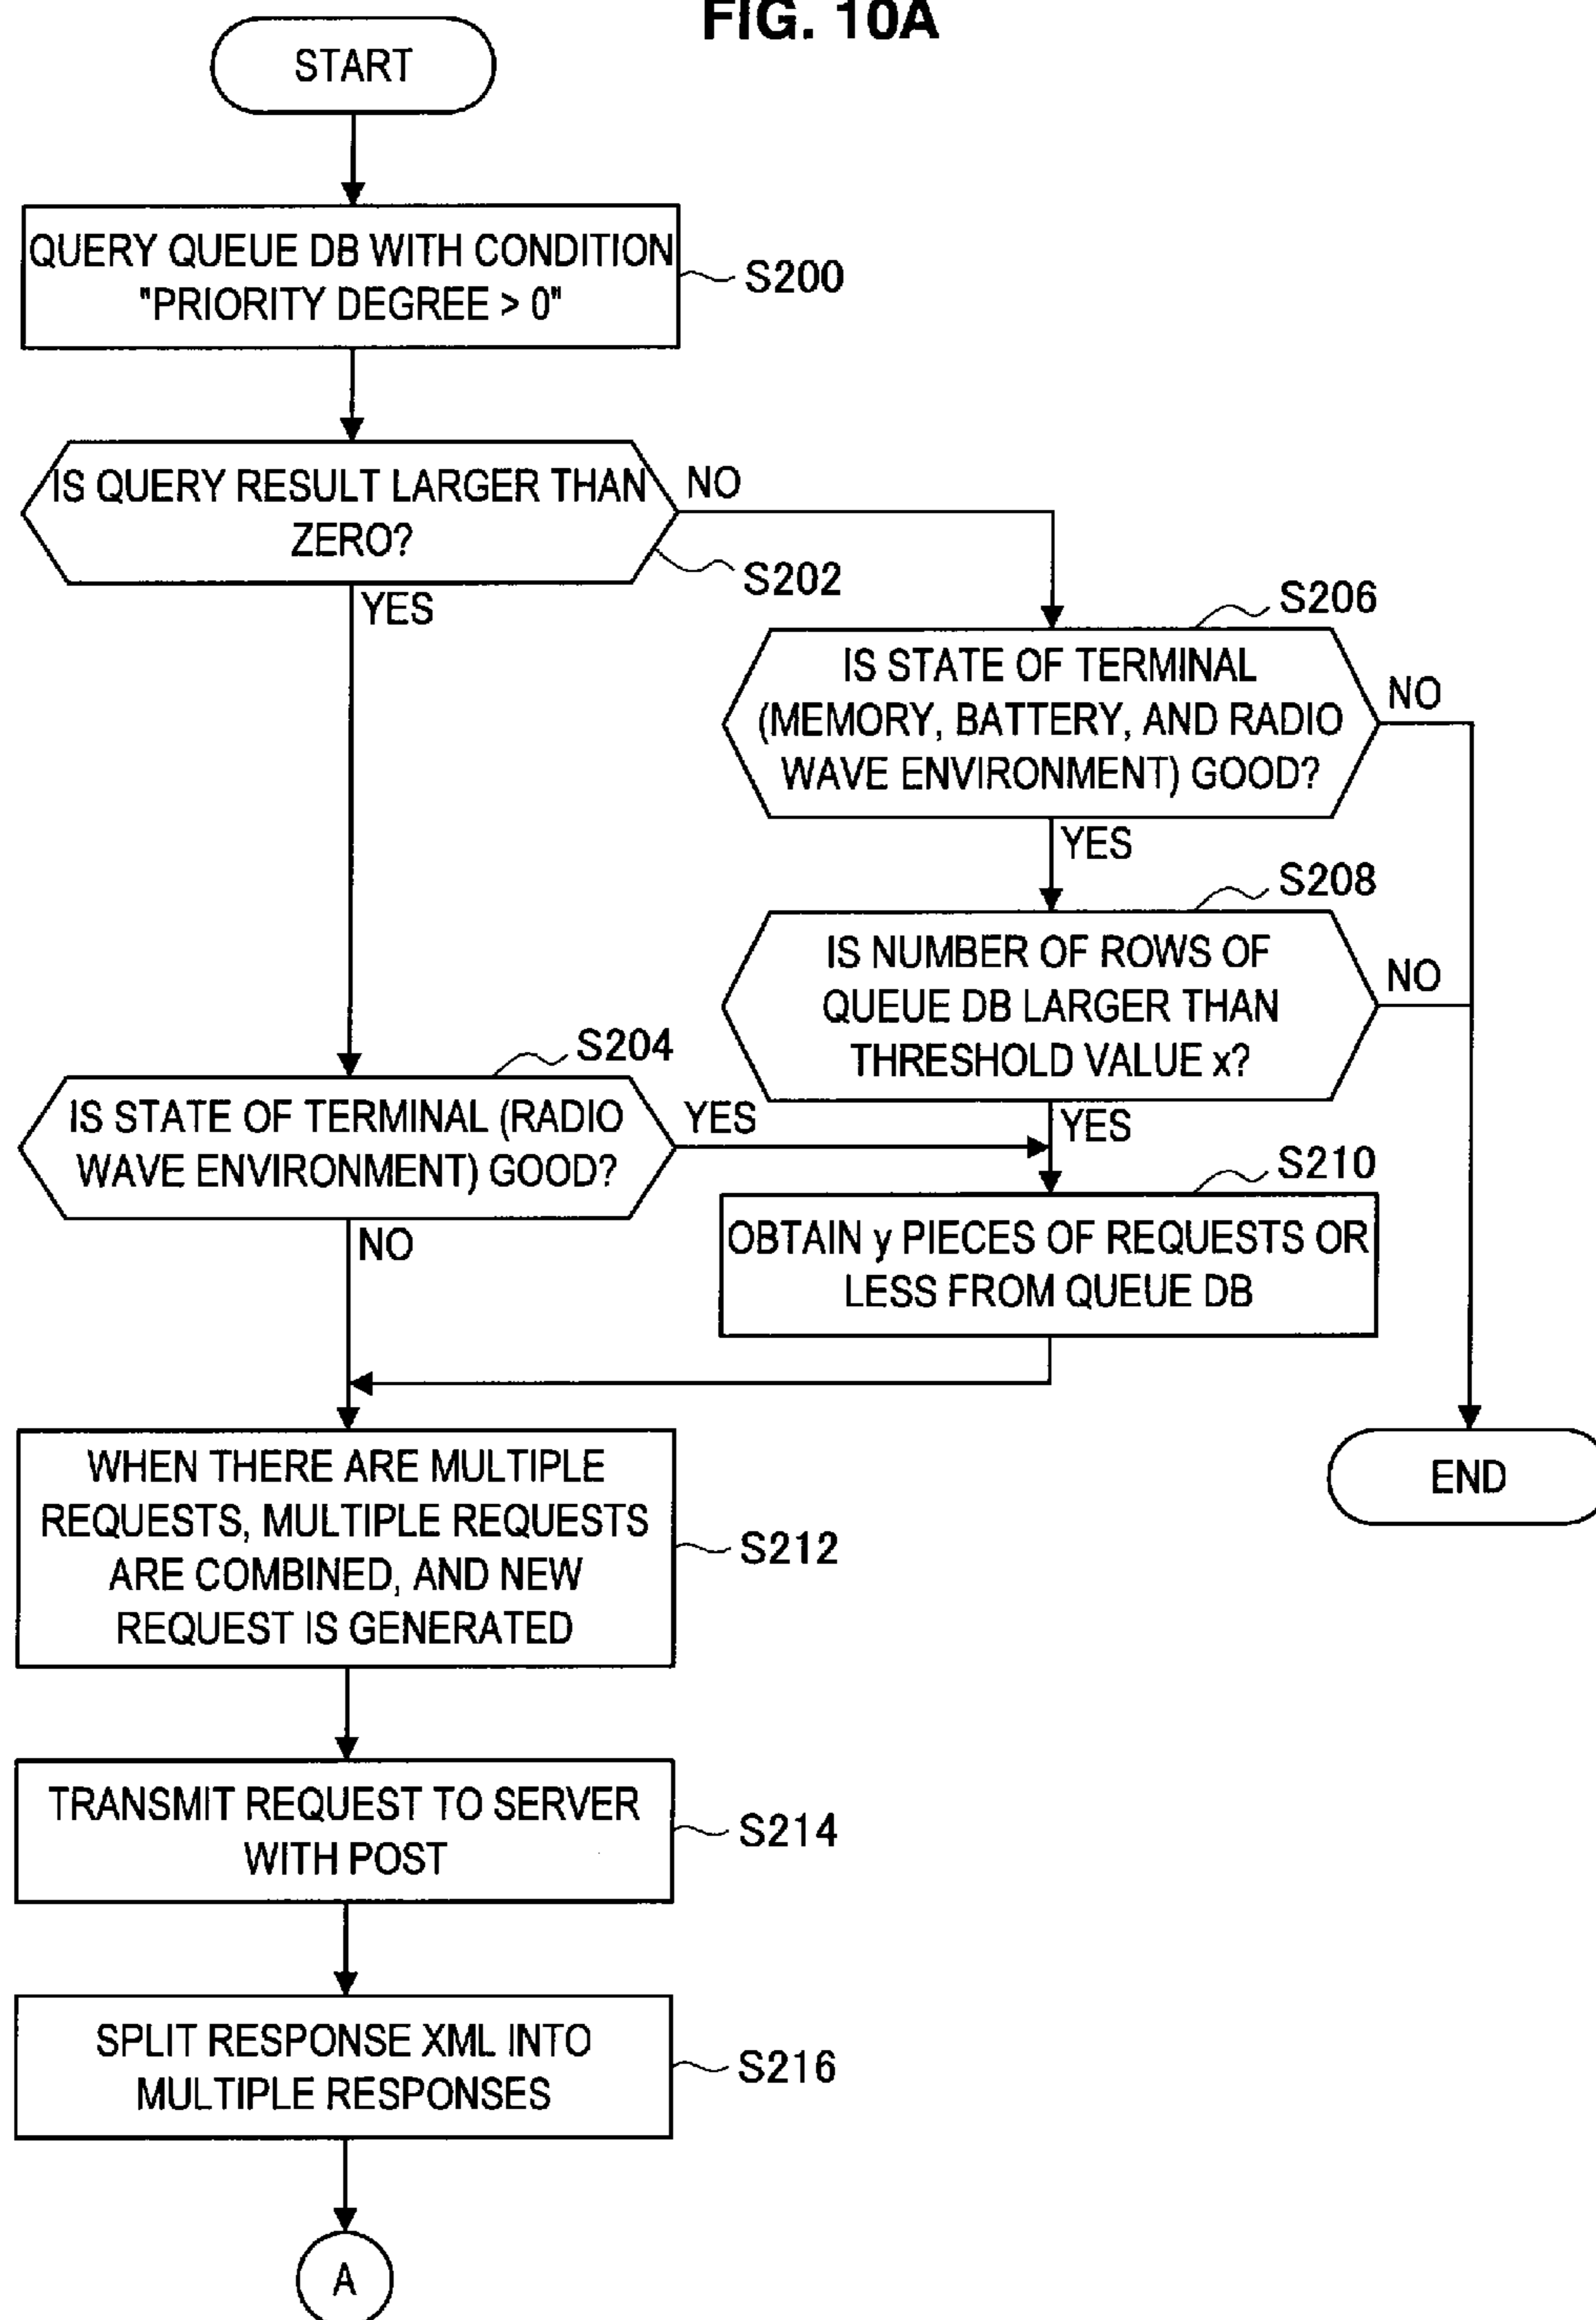 FIG. 10A
START
QUERY QUEUE DB WITH CONDITION
"PRIORITY DEGREE > 0"
S200
IS QUERY RESULT LARGER THAN
ZERO?
NO
S202
YES
S206
IS STATE OF TERMINAL
(MEMORY, BATTERY, AND RADIO
WAVE ENVIRONMENT) GOOD?
NO
YES
S208
IS NUMBER OF ROWS OF
QUEUE DB LARGER THAN
THRESHOLD VALUE x?
NO
YES
S204
IS STATE OF TERMINAL (RADIO
WAVE ENVIRONMENT) GOOD?
YES
NO
S210
OBTAIN y PIECES OF REQUESTS OR
LESS FROM QUEUE DB
END
WHEN THERE ARE MULTIPLE
REQUESTS, MULTIPLE REQUESTS
ARE COMBINED, AND NEW
REQUEST IS GENERATED
S212
TRANSMIT REQUEST TO SERVER
WITH POST
S214
SPLIT RESPONSE XML INTO
MULTIPLE RESPONSES
S216
A